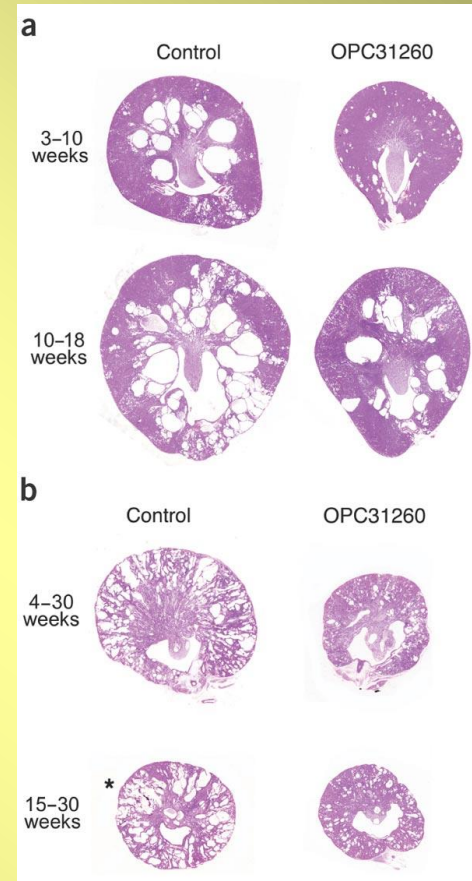 a
Control OPC31260
3–10
weeks
10–18
weeks
b
Control OPC31260
4–30
weeks
*
15–30
weeks